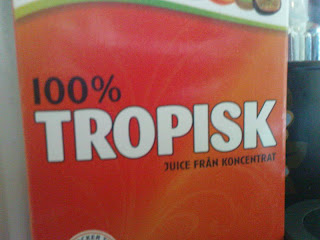 100%
TROPISK
JUICE FRÅN KONCENTRAT